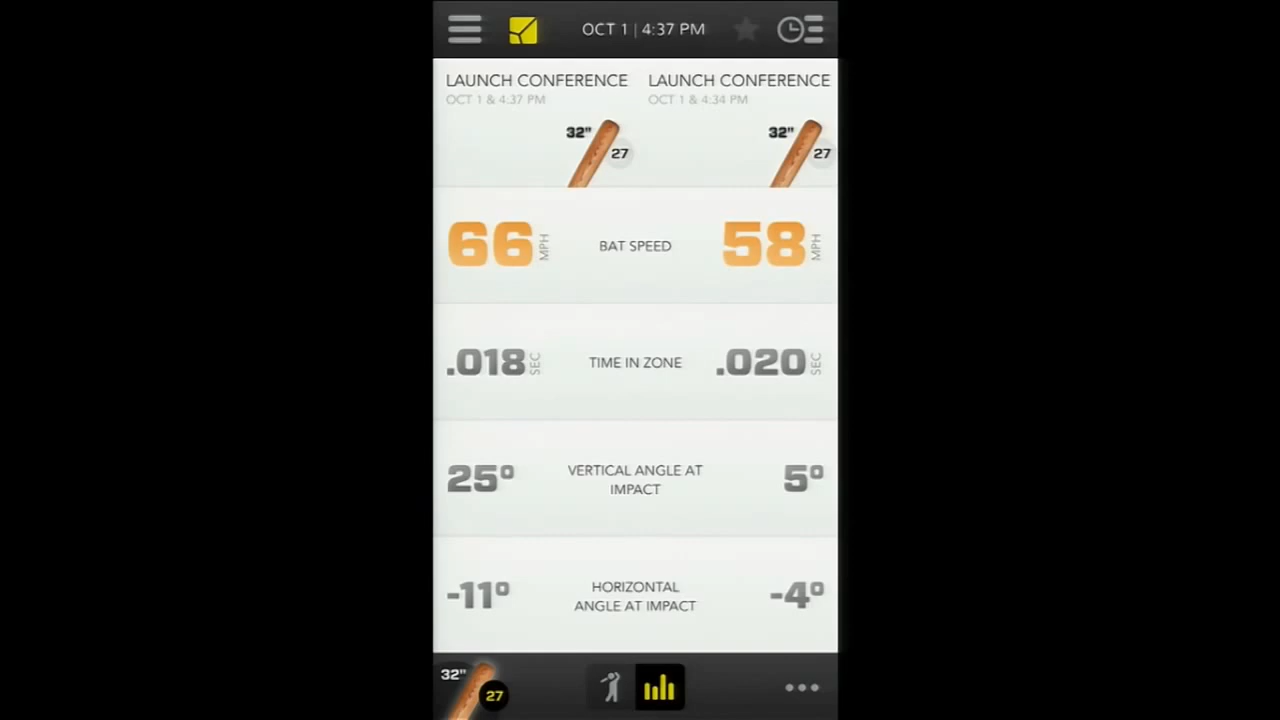 OCT 1 | 4:37 PM
LAUNCH CONFERENCE
OCT 1 & 4:37 PM
32"
27
LAUNCH CONFERENCE
OCT 1 & 4:34 PM
32"
27
66 MPH
BAT SPEED
58 MPH
.018 SEC
TIME IN ZONE
.020 SEC
25°
VERTICAL ANGLE AT
IMPACT
5°
-11°
HORIZONTAL
ANGLE AT IMPACT
-4°
32"
27